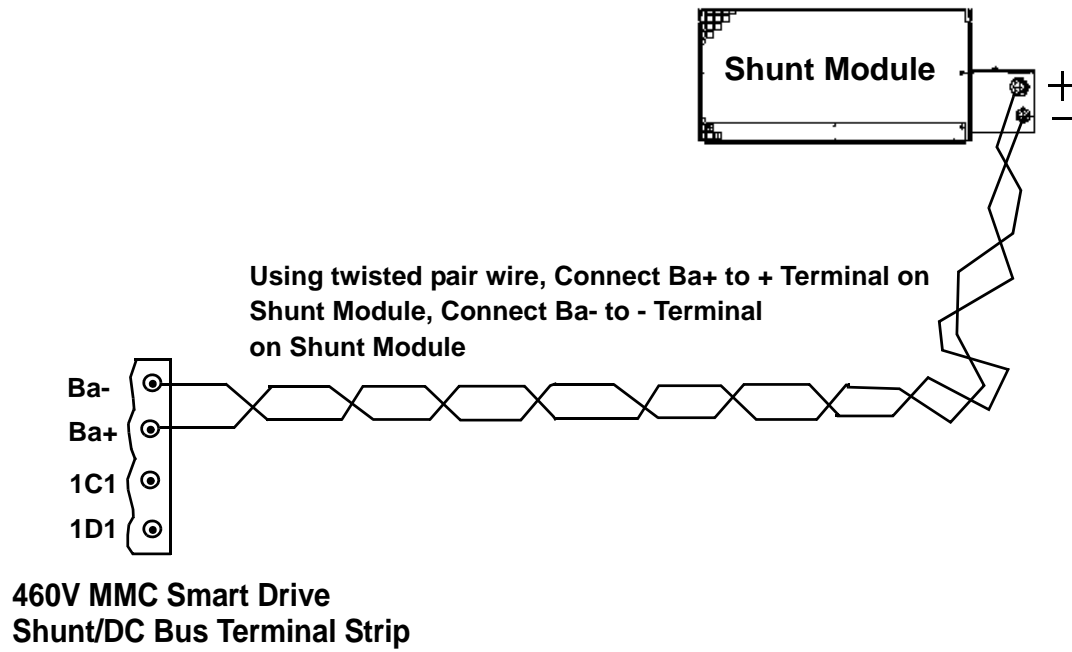 Shunt Module
+
–
Using twisted pair wire, Connect Ba+ to + Terminal on
Shunt Module, Connect Ba- to - Terminal
on Shunt Module
Ba-
Ba+
1C1
1D1
460V MMC Smart Drive
Shunt/DC Bus Terminal Strip